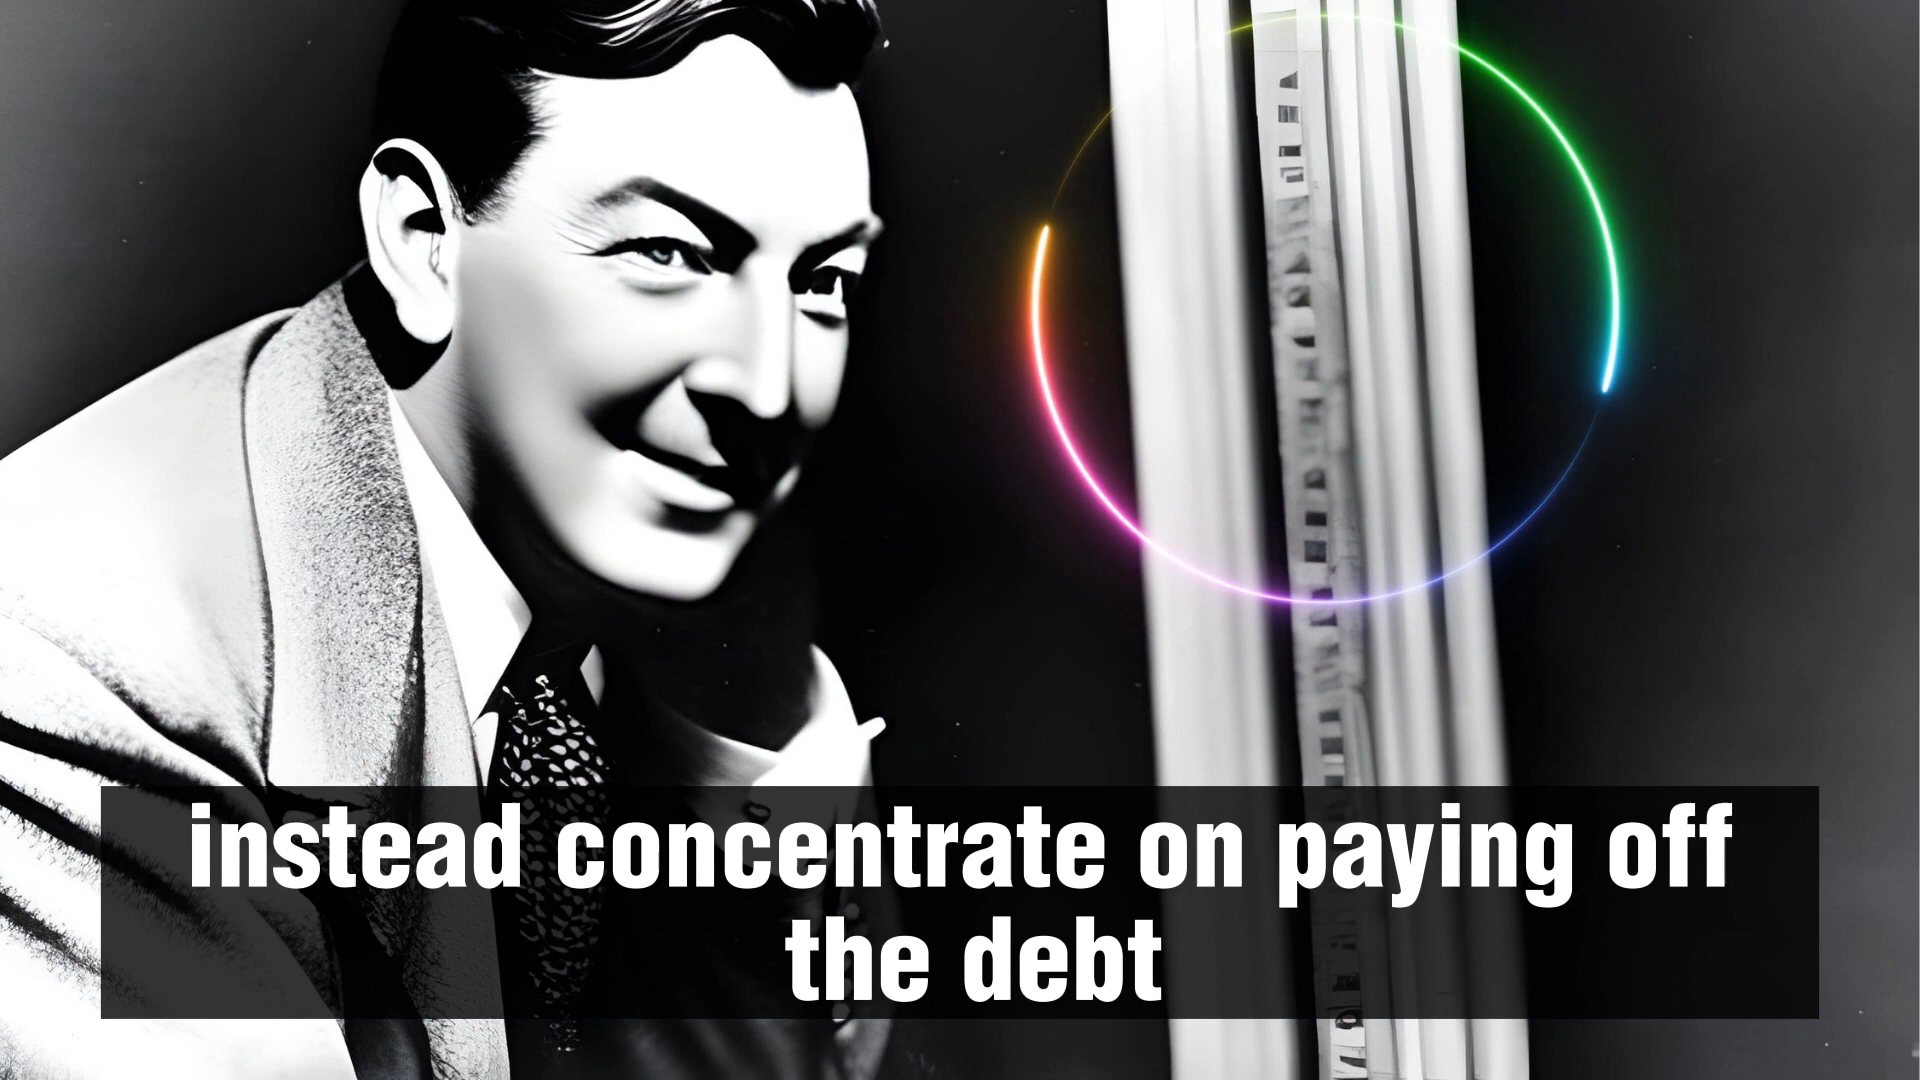 instead concentrate on paying off
the debt